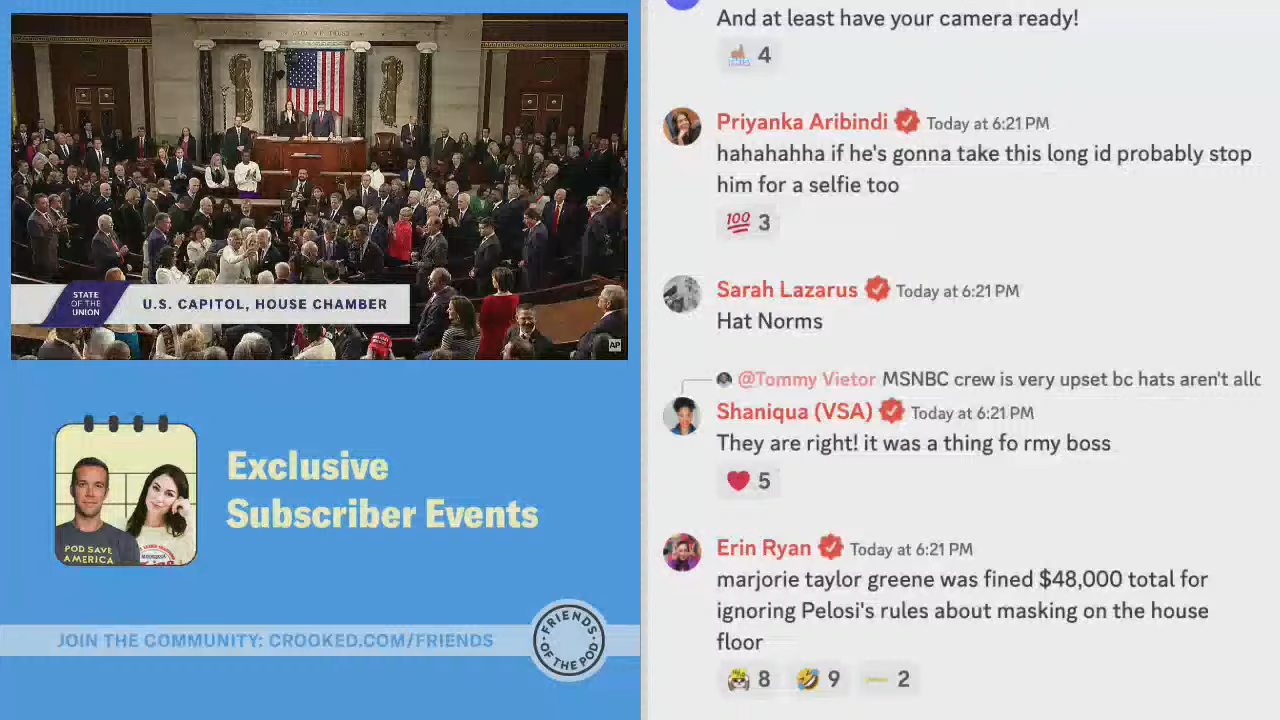 STATE
OF THE
UNION
U.S. CAPITOL, HOUSE CHAMBER
AP
POD SAVE
AMERICA
Exclusive
Subscriber Events
JOIN THE COMMUNITY: CROOKED.COM/FRIENDS
FRIENDS
OF THE POD
And at least have your camera ready!
THIS 4
Priyanka Aribindi Today at 6:21 PM
hahahahha if he's gonna take this long id probably stop
him for a selfie too
100 3
Sarah Lazarus Today at 6:21 PM
Hat Norms
@Tommy Vietor MSNBC crew is very upset bc hats aren't allo
Shaniqua (VSA) Today at 6:21 PM
They are right! it was a thing fo rmy boss
5
Erin Ryan Today at 6:21 PM
marjorie taylor greene was fined $48,000 total for
ignoring Pelosi's rules about masking on the house
floor
8 9 2